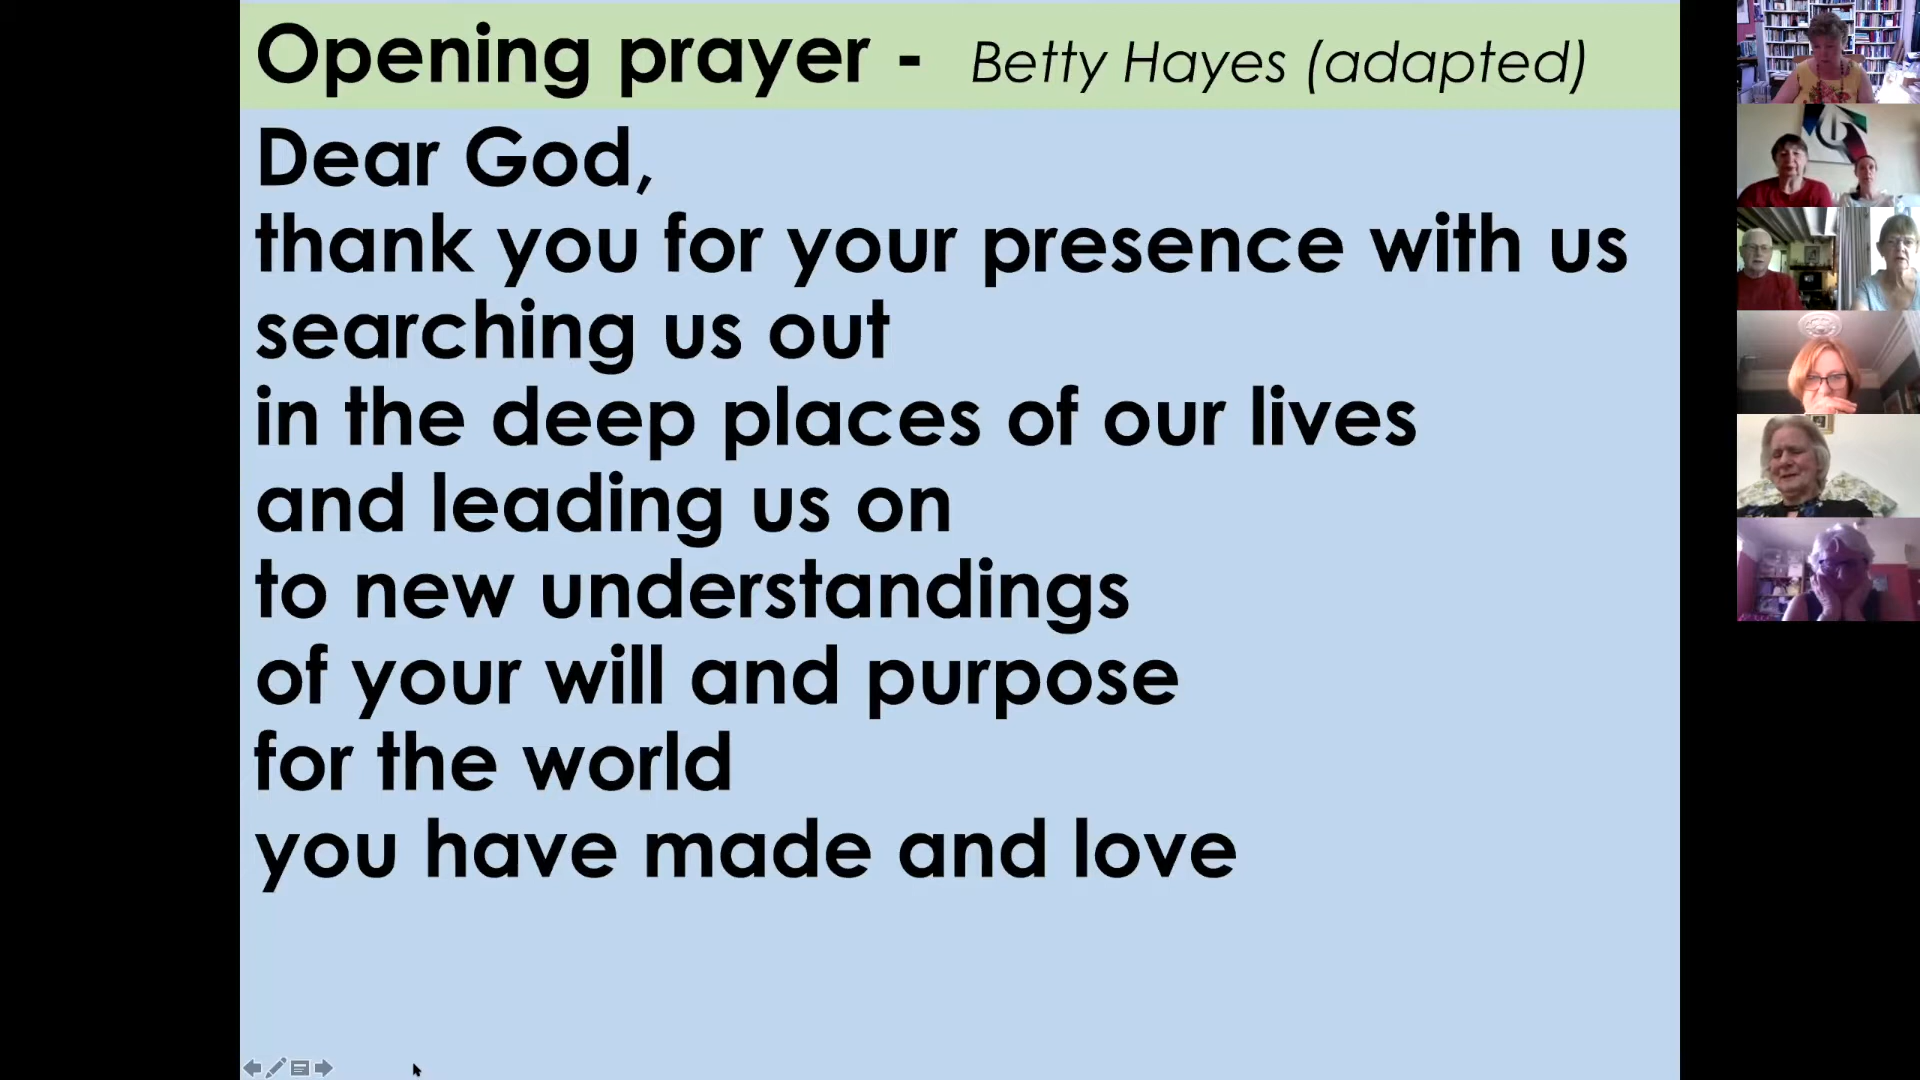 Opening prayer - Betty Hayes (adapted)
Dear God,
thank you for your presence with us
searching us out
in the deep places of our lives
and leading us on
to new understandings
of your will and purpose
for the world
you have made and love